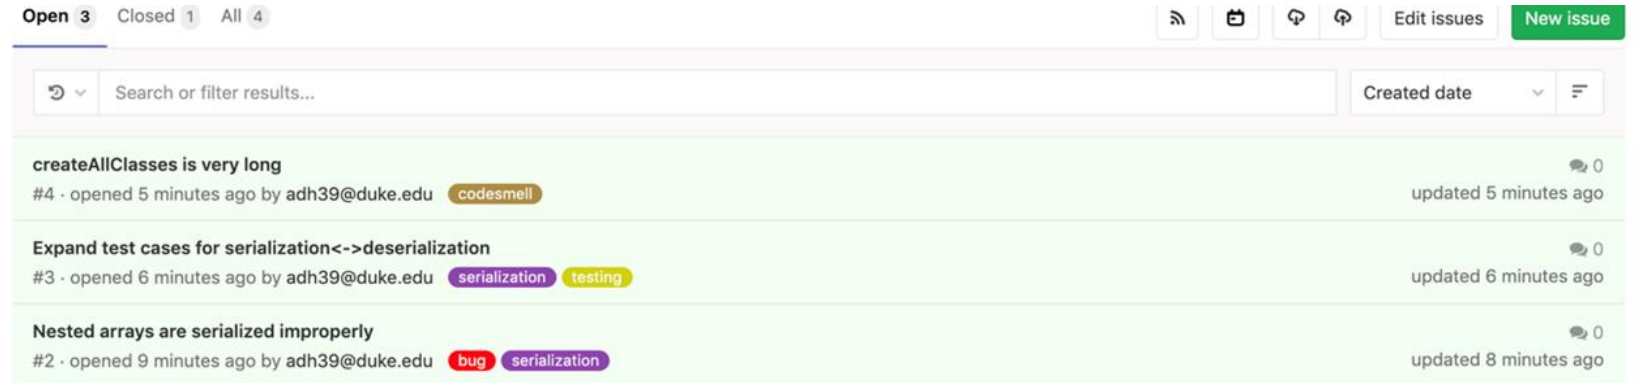 Open 3 Closed 1 All 4 Edit issues New issue
Search or filter results... Created date
createAllClasses is very long 0
#4 · opened 5 minutes ago by adh39@duke.edu codesmell updated 5 minutes ago
Expand test cases for serialization<->deserialization 0
#3 · opened 6 minutes ago by adh39@duke.edu serialization testing updated 6 minutes ago
Nested arrays are serialized improperly 0
#2 · opened 9 minutes ago by adh39@duke.edu bug serialization updated 8 minutes ago